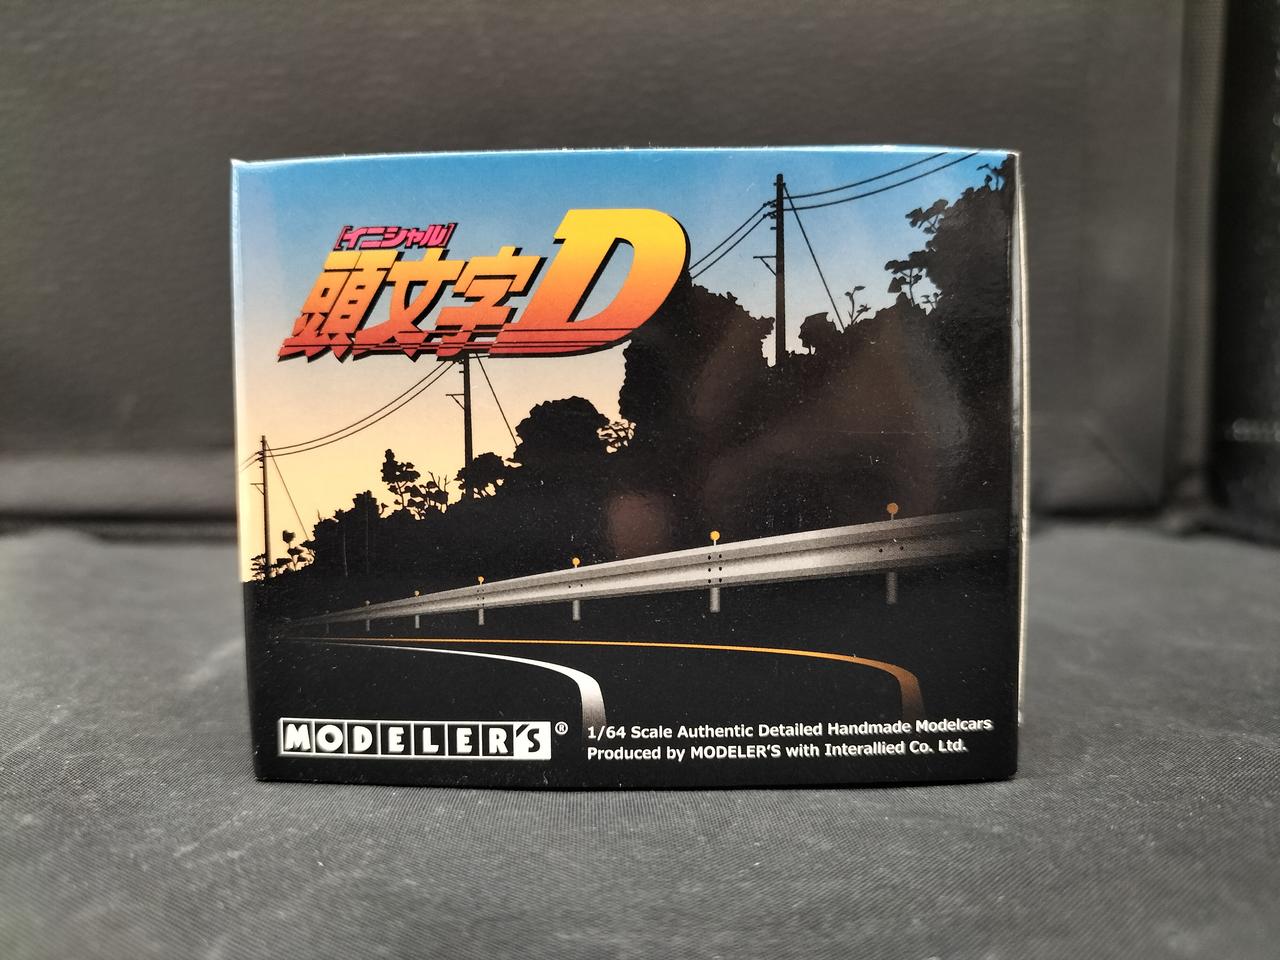 [イニシャル]
頭文字D
MODELER'S®
1/64 Scale Authentic Detailed Handmade Modelcars
Produced by MODELER'S with Interallied Co. Ltd.